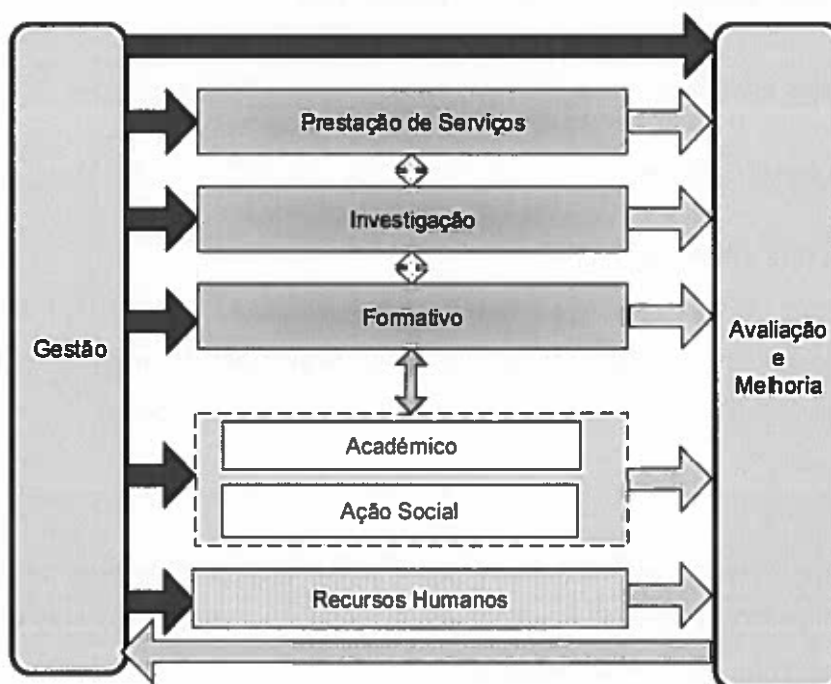 Prestação de Serviços
Investigação
Formativo
Gestão
Avaliação
e
Melhoria
Académico
Ação Social
Recursos Humanos